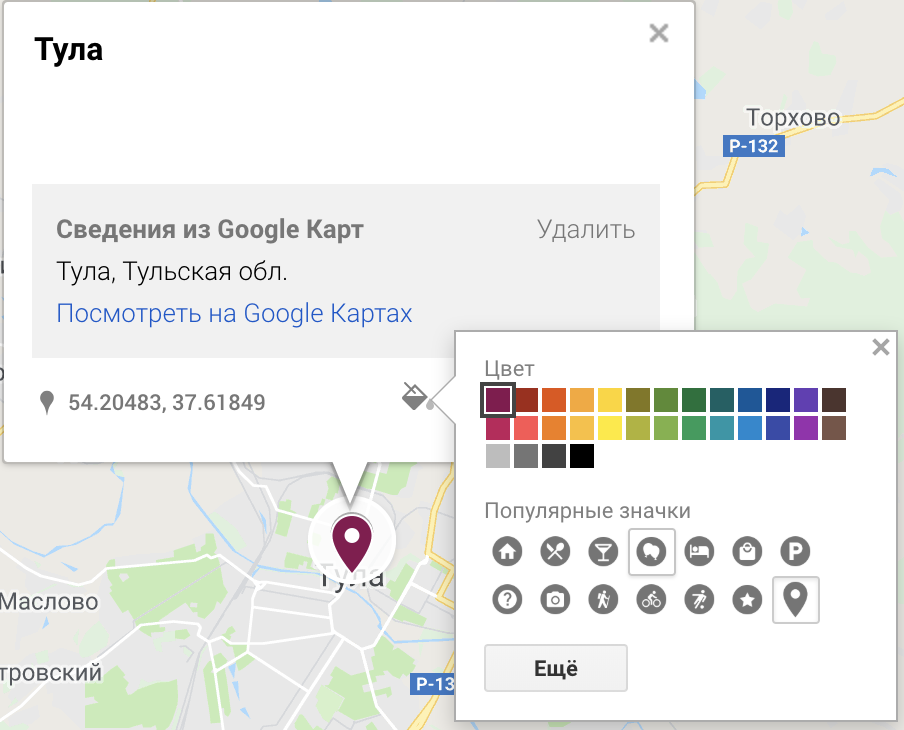 Тула
Торхово
Р-132
Сведения из Google Карт
Удалить
Тула, Тульская обл.
Посмотреть на Google Картах
54.20483, 37.61849
Цвет
Популярные значки
P
?
Ещё
Тула
Маслово
тровский
Р-13